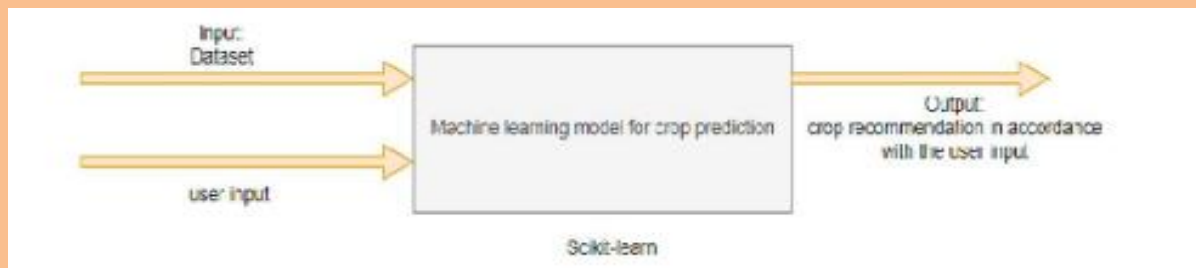 Input:
Dataset
Machine learning model for crop prediction
Output:
crop recommendation in accordance
with the user input
user input
Scikit-learn